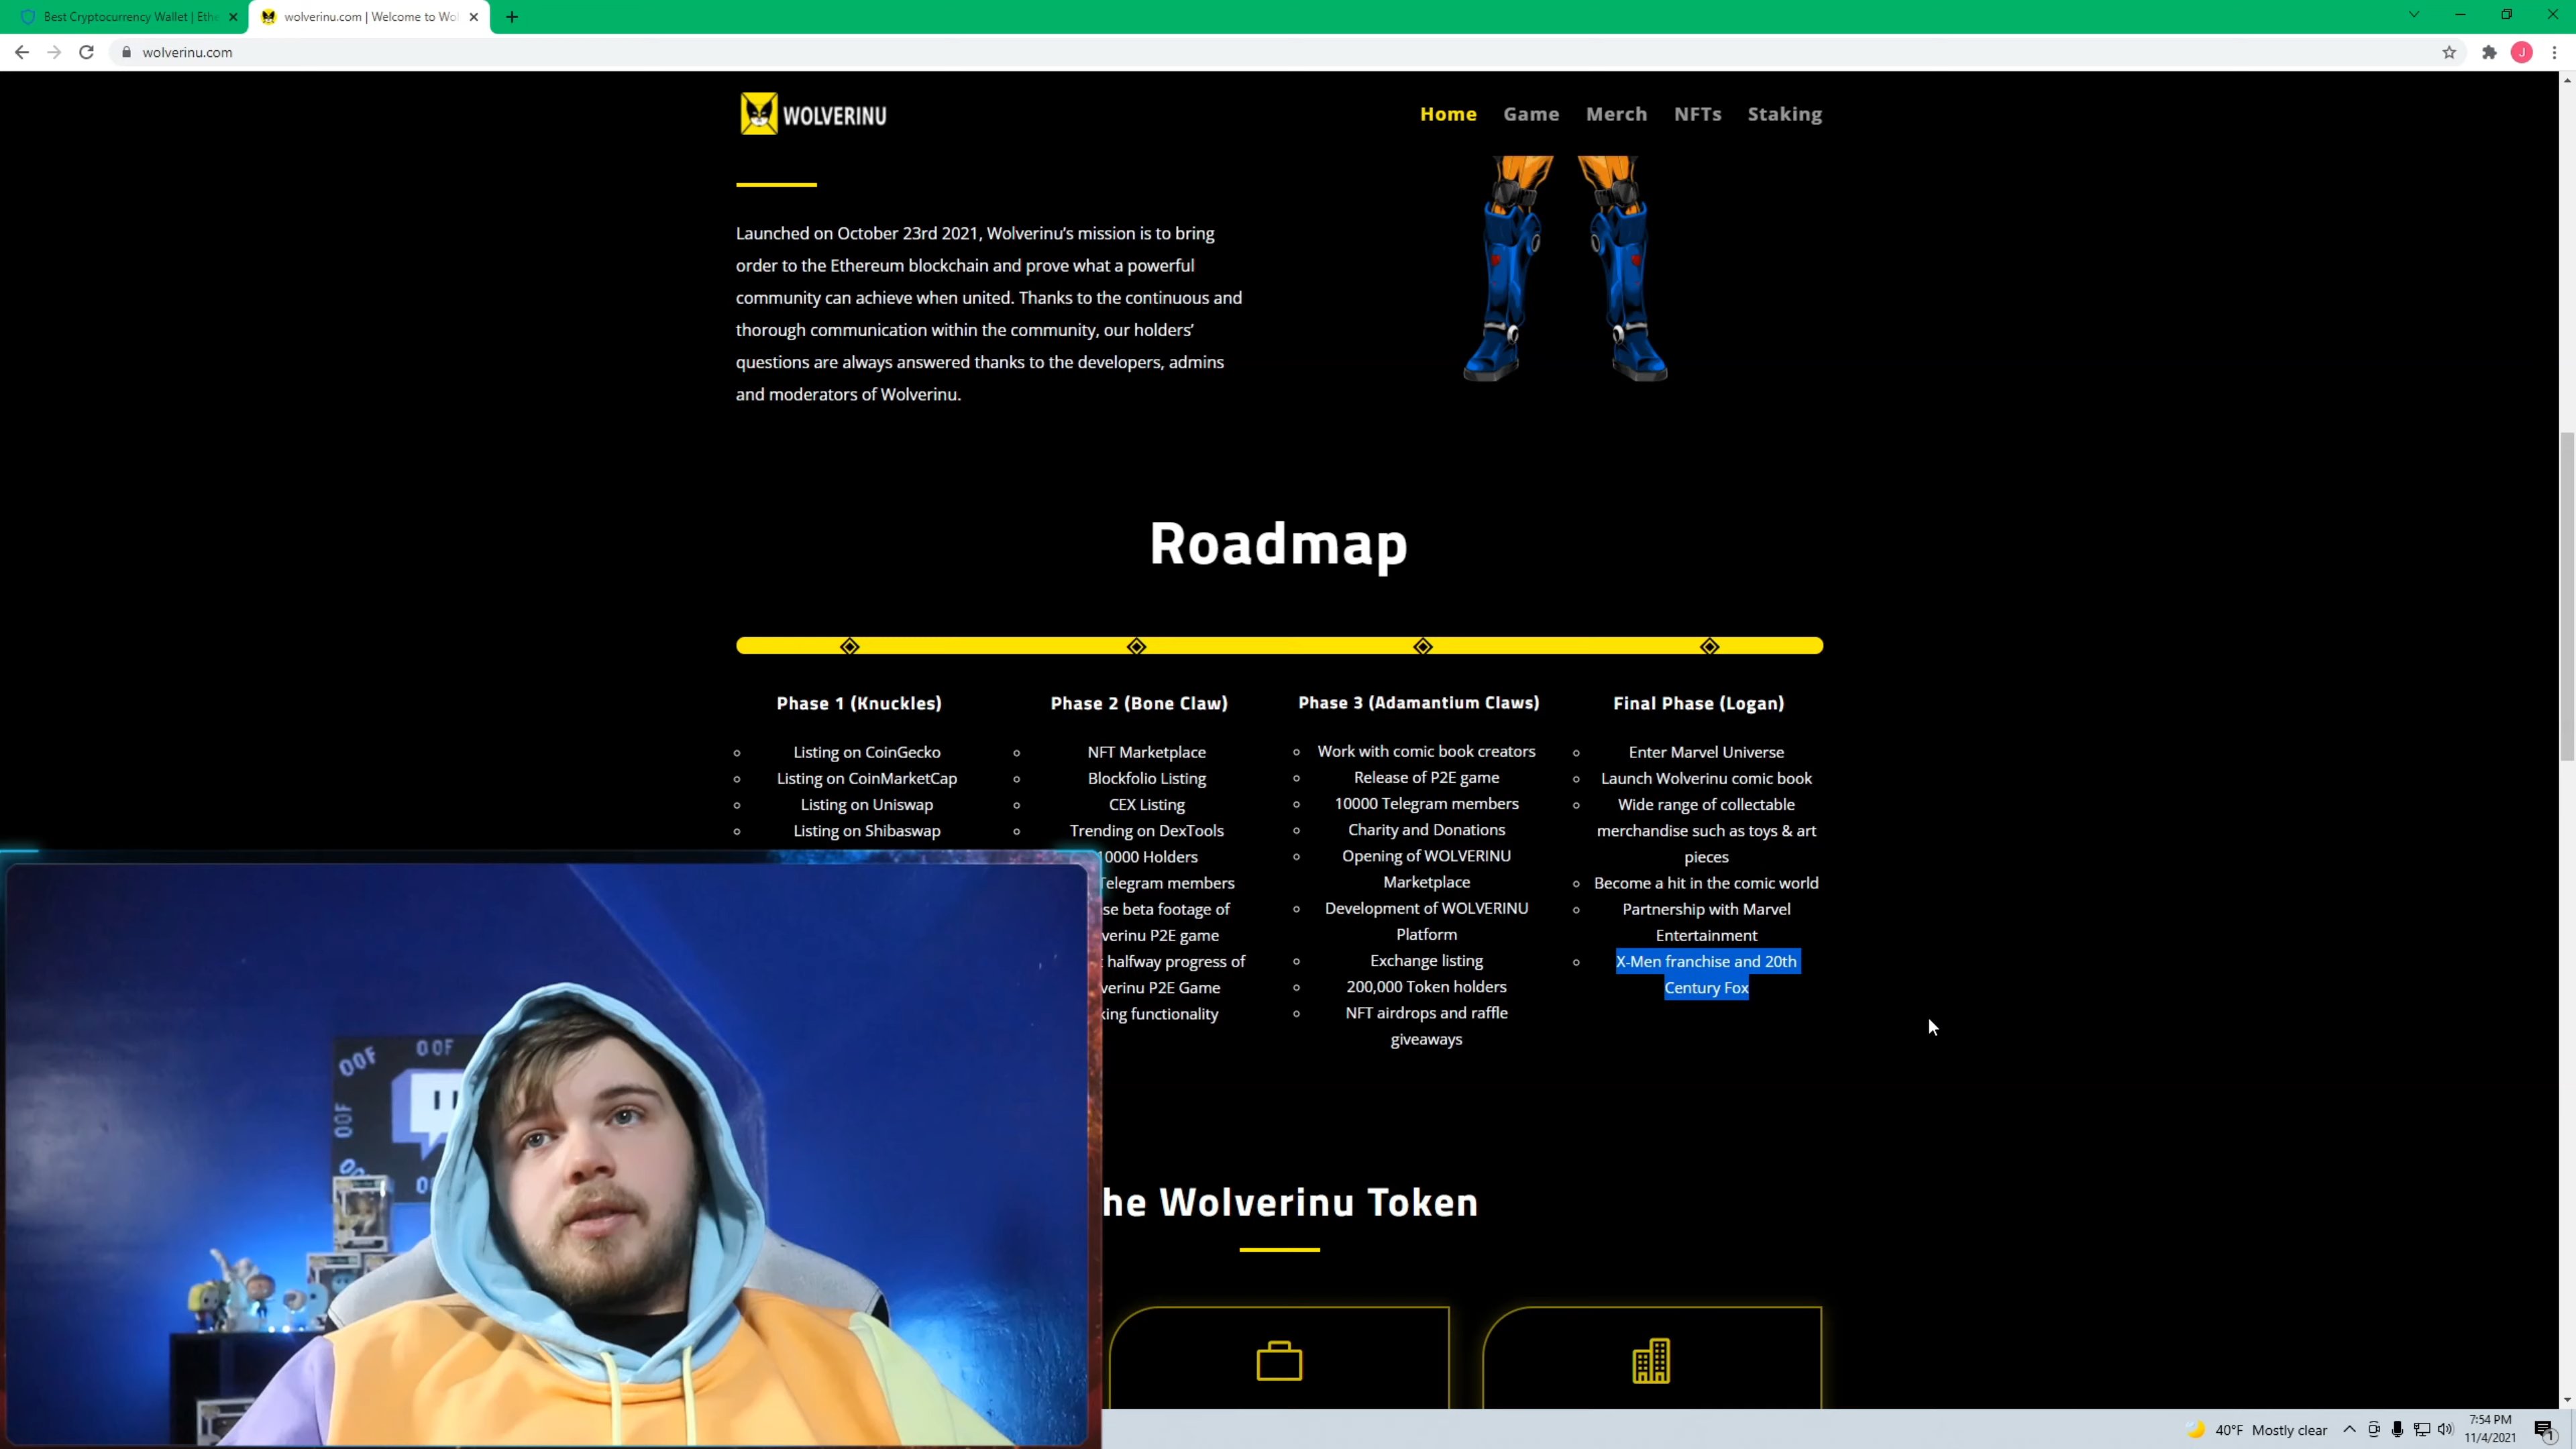 Best Cryptocurrency Wallet | Ethe
wolverinu.com | Welcome to Wol
wolverinu.com
J
WOLVERINU
Home Game Merch NFTs Staking
Launched on October 23rd 2021, Wolverinu's mission is to bring
order to the Ethereum blockchain and prove what a powerful
community can achieve when united. Thanks to the continuous and
thorough communication within the community, our holders'
questions are always answered thanks to the developers, admins
and moderators of Wolverinu.
Roadmap
Phase 1 (Knuckles)
Listing on CoinGecko
Listing on CoinMarketCap
Listing on Uniswap
Listing on Shibaswap
Phase 2 (Bone Claw)
NFT Marketplace
Blockfolio Listing
CEX Listing
Trending on DexTools
10000 Holders
Telegram members
se beta footage of
verinu P2E game
halfway progress of
verinu P2E Game
king functionality
Phase 3 (Adamantium Claws)
Work with comic book creators
Release of P2E game
10000 Telegram members
Charity and Donations
Opening of WOLVERINU
Marketplace
Development of WOLVERINU
Platform
Exchange listing
200,000 Token holders
NFT airdrops and raffle
giveaways
Final Phase (Logan)
Enter Marvel Universe
Launch Wolverinu comic book
Wide range of collectable
merchandise such as toys & art
pieces
Become a hit in the comic world
Partnership with Marvel
Entertainment
X-Men franchise and 20th
Century Fox
he Wolverinu Token
OOF OOF
OOF
40°F Mostly clear
7:54 PM
11/4/2021
1